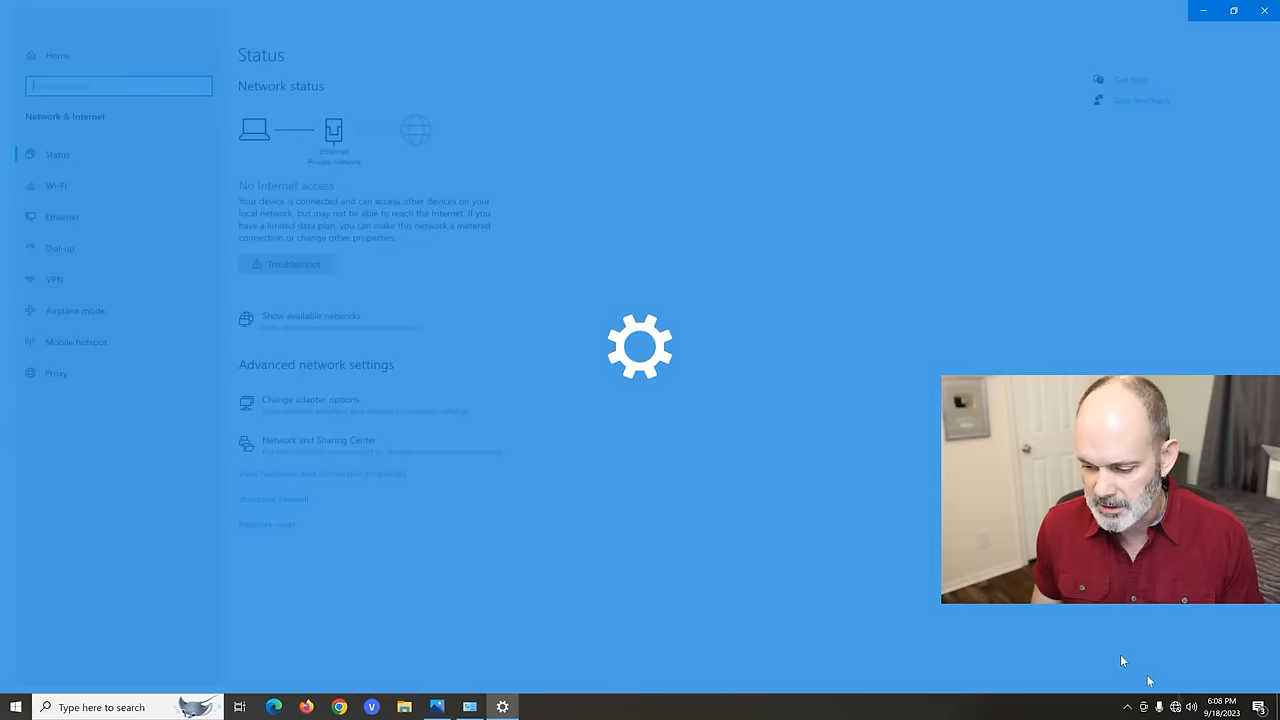 Home
Network & Internet
Status
Wi-Fi
Ethernet
Dial-up
VPN
Airplane mode
Mobile hotspot
Proxy
Status
Network status
Ethernet
Private network
No Internet access
Your device is connected and can access other devices on your
local network, but may not be able to reach the Internet. If you
have a limited data plan, you can make this network a metered
connection or change other properties.
Troubleshoot
Show available networks
Advanced network settings
Change adapter options
Network and Sharing Center
View hardware and connection properties
Windows Firewall
Network reset
Get help
Give feedback
Type here to search
6:08 PM
9/18/2023